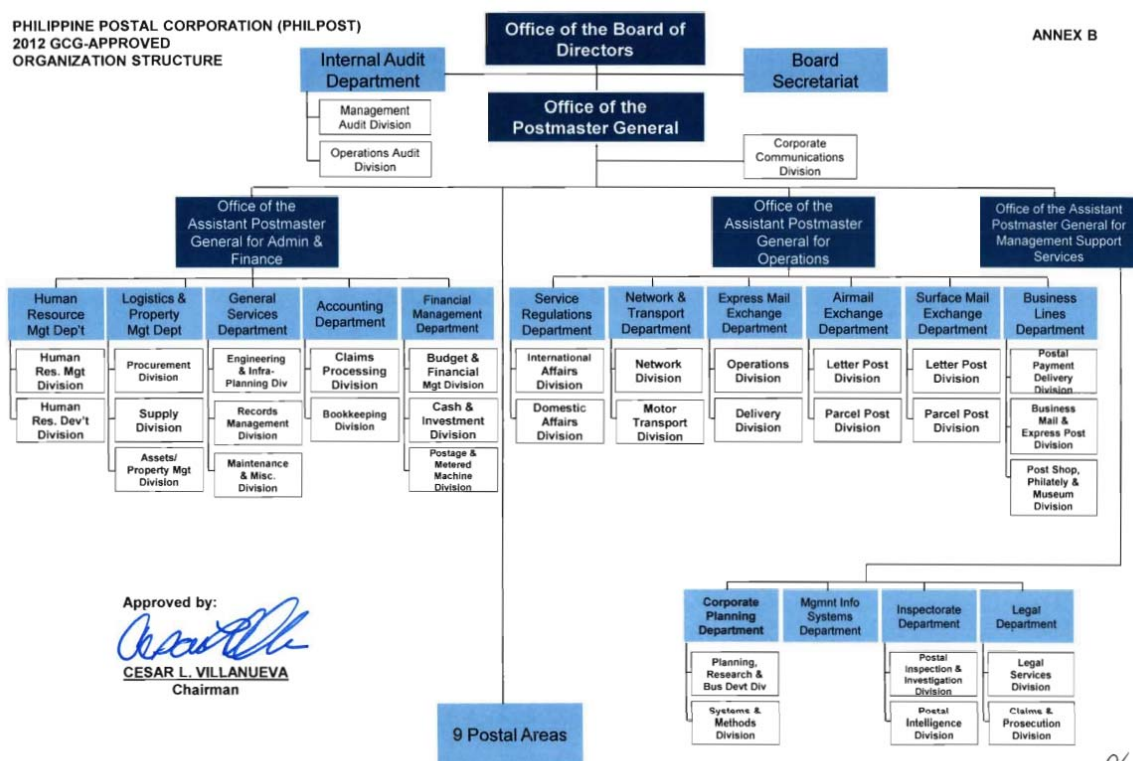 PHILIPPINE POSTAL CORPORATION (PHILPOST)
2012 GCG-APPROVED
ORGANIZATION STRUCTURE
ANNEX B
Office of the Board of
Directors
Internal Audit
Department
Board
Secretariat
Management
Audit Division
Operations Audit
Division
Office of the
Postmaster General
Corporate
Communications
Division
Office of the
Assistant Postmaster
General for Admin &
Finance
Office of the
Assistant Postmaster
General for
Operations
Office of the Assistant
Postmaster General for
Management Support
Services
Human
Resource
Mgt Dep't
Human
Res. Mgt
Division
Human
Res. Dev't
Division
Logistics &
Property
Mgt Dept
Procurement
Division
Supply
Division
Assets/
Property Mgt
Division
General
Services
Department
Engineering
& Infra-
Planning Div
Records
Management
Division
Maintenance
& Misc.
Division
Accounting
Department
Claims
Processing
Division
Bookkeeping
Division
Financial
Management
Department
Budget &
Financial
Mgt Division
Cash &
Investment
Division
Postage &
Metered
Machine
Division
Service
Regulations
Department
International
Affairs
Division
Domestic
Affairs
Division
Network &
Transport
Department
Network
Division
Motor
Transport
Division
Express Mail
Exchange
Department
Operations
Division
Delivery
Division
Airmail
Exchange
Department
Letter Post
Division
Parcel Post
Division
Surface Mail
Exchange
Department
Letter Post
Division
Parcel Post
Division
Business
Lines
Department
Postal
Payment
Delivery
Division
Business
Mail &
Express Post
Division
Post Shop,
Philately &
Museum
Division
Corporate
Planning
Department
Planning,
Research &
Bus Devt Div
Systems &
Methods
Division
Mgmnt Info
Systems
Department
Inspectorate
Department
Postal
Inspection &
Investigation
Division
Postal
Intelligence
Division
Legal
Department
Legal
Services
Division
Claims &
Prosecution
Division
9 Postal Areas
Approved by:
CESAR L. VILLANUEVA
Chairman